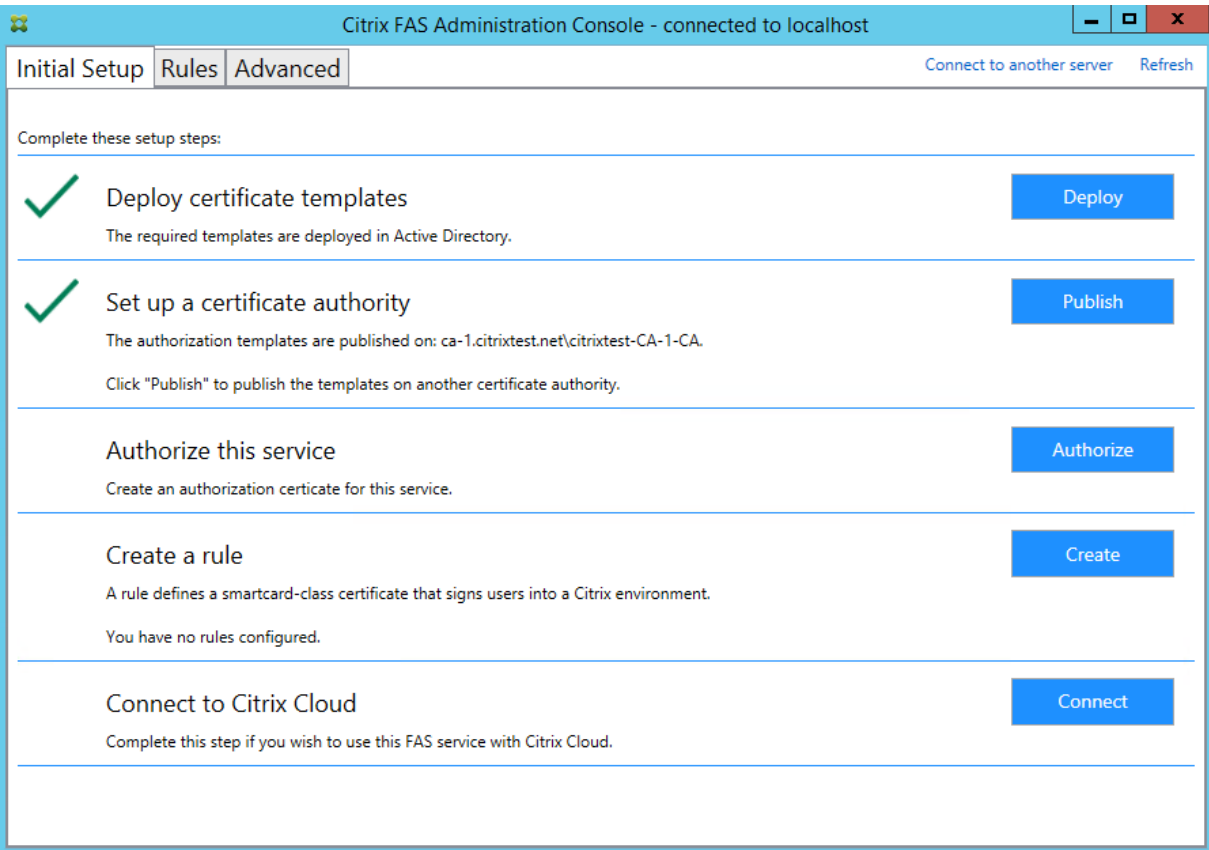 Citrix FAS Administration Console - connected to localhost
Initial Setup Rules Advanced Connect to another server Refresh
Complete these setup steps:
Deploy certificate templates
Deploy
The required templates are deployed in Active Directory.
Set up a certificate authority
Publish
The authorization templates are published on: ca-1.citrixtest.net\citrixtest-CA-1-CA.
Click "Publish" to publish the templates on another certificate authority.
Authorize this service
Authorize
Create an authorization certicate for this service.
Create a rule
Create
A rule defines a smartcard-class certificate that signs users into a Citrix environment.
You have no rules configured.
Connect to Citrix Cloud
Connect
Complete this step if you wish to use this FAS service with Citrix Cloud.